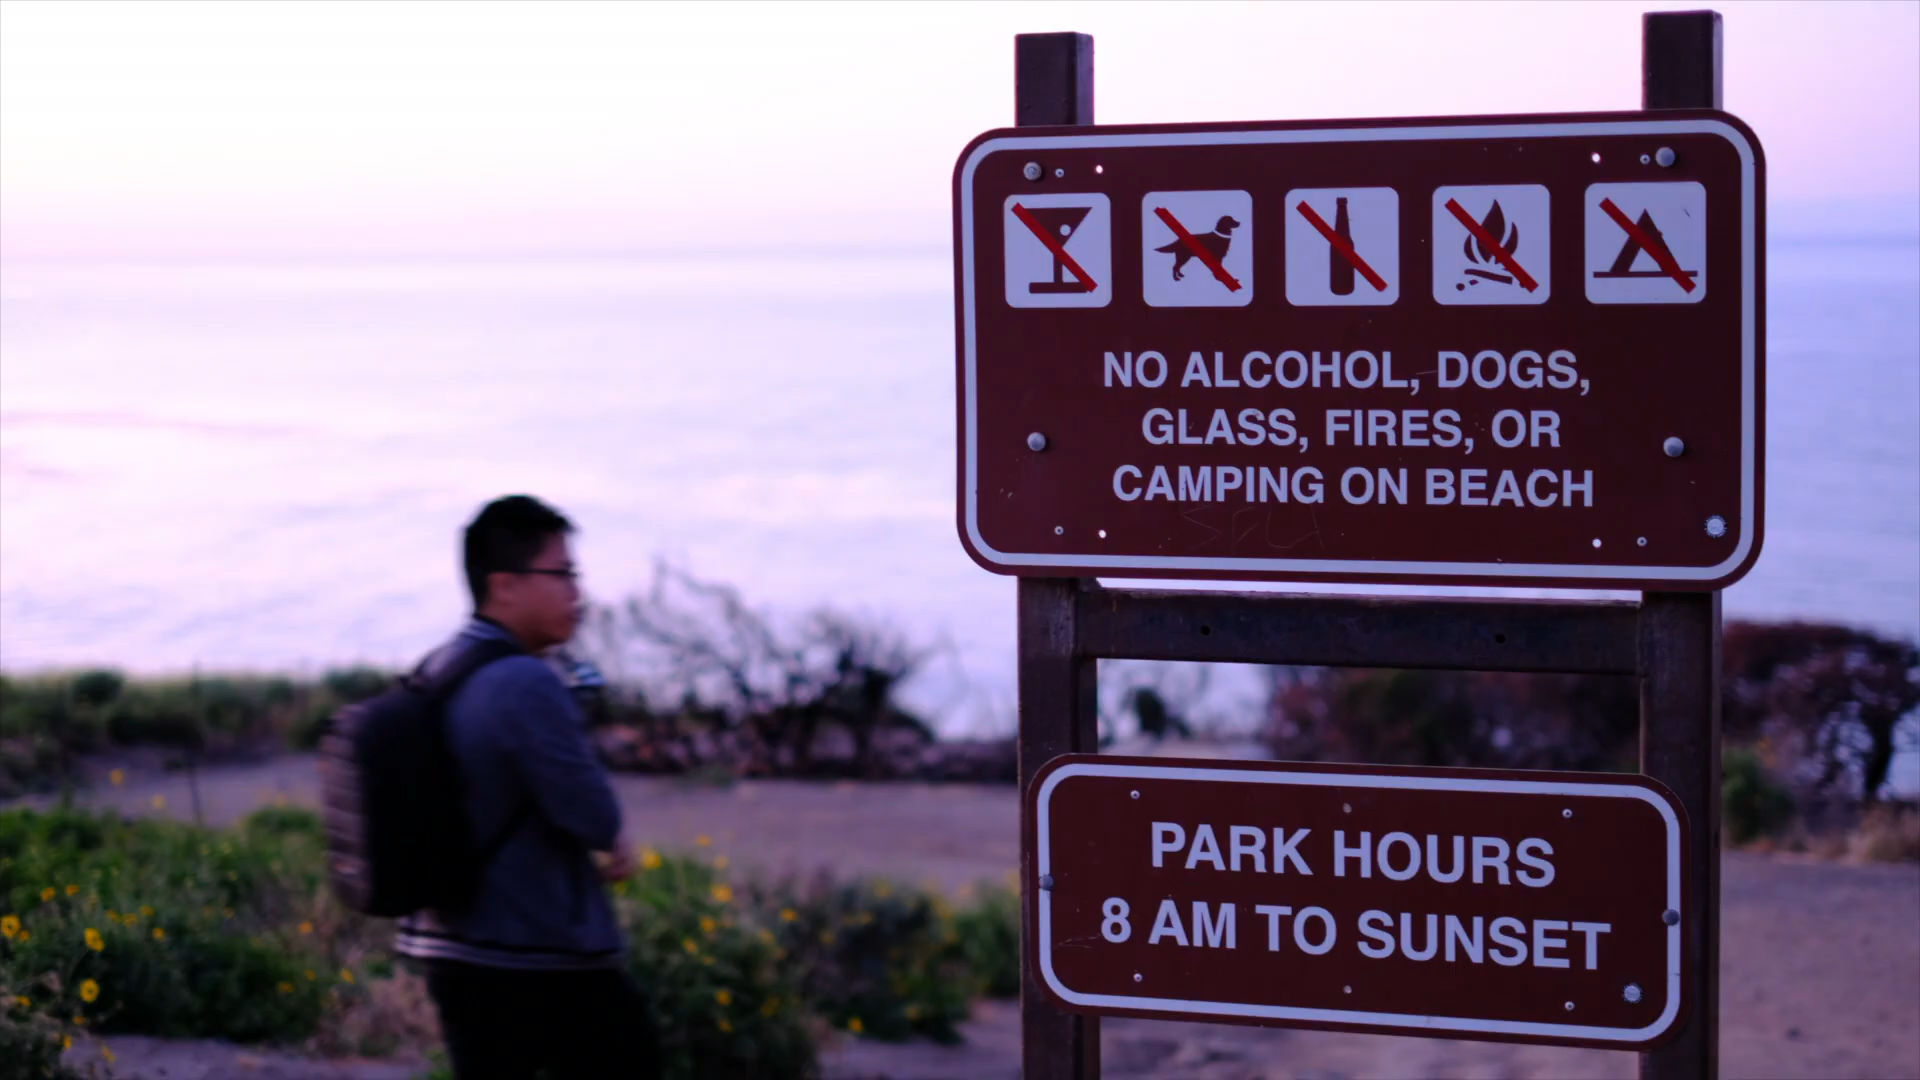 NO ALCOHOL, DOGS,
GLASS, FIRES, OR
CAMPING ON BEACH
PARK HOURS
8 AM TO SUNSET